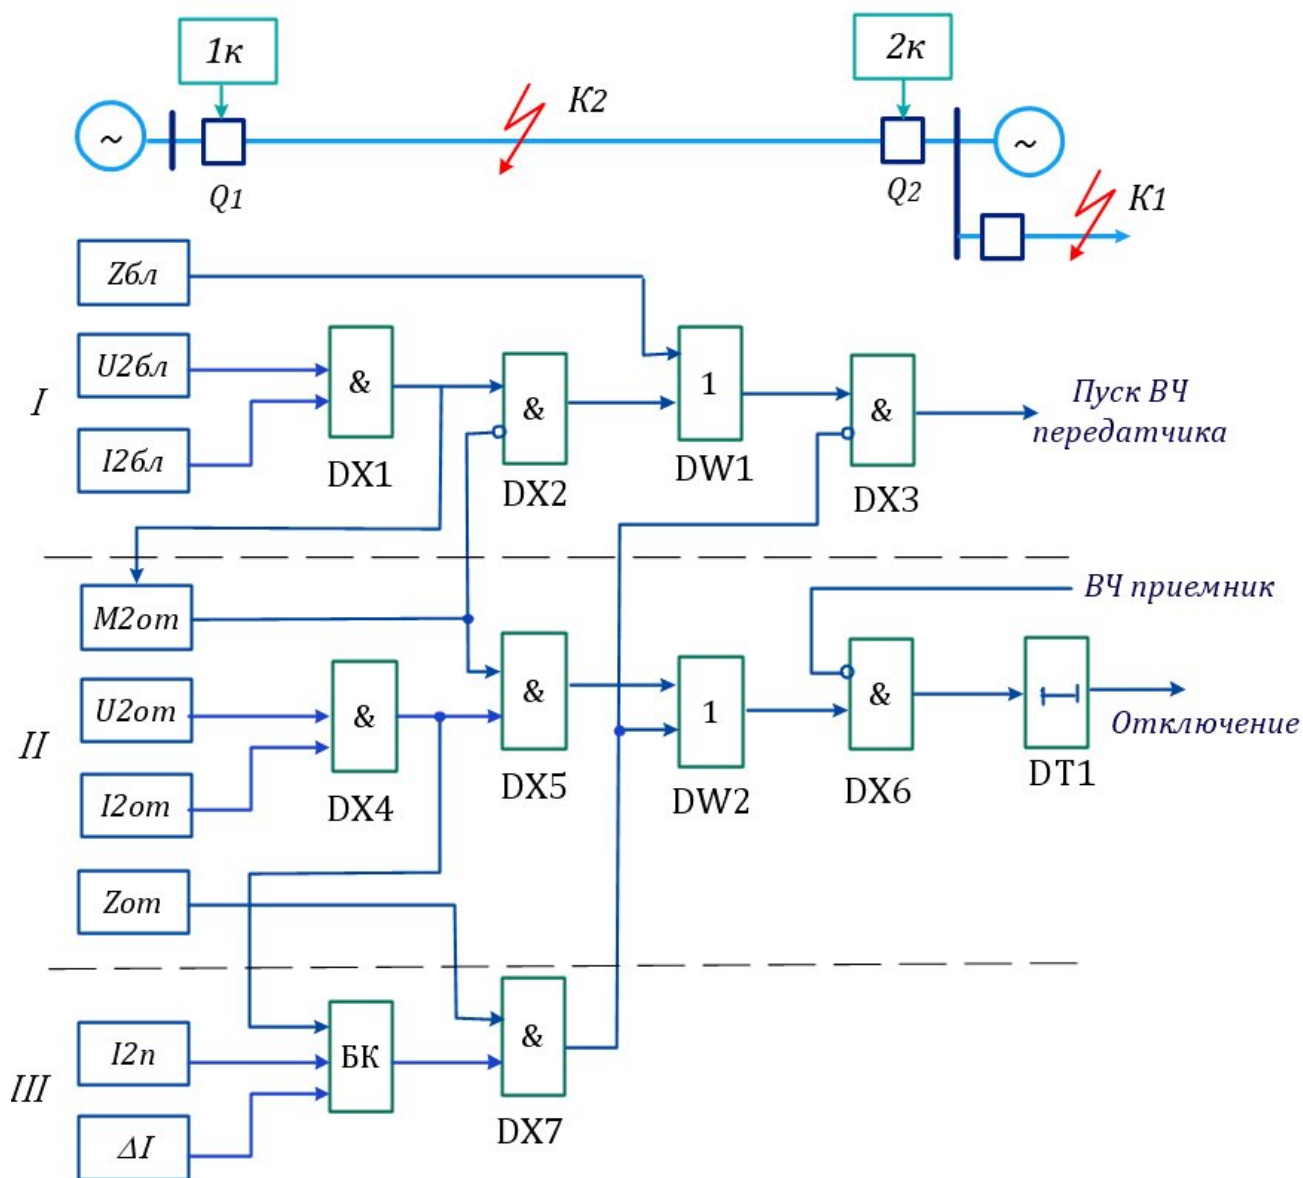 1к
2к
~
~
К2
К1
Q1
Q2
Zбл
U2бл
I
I2бл
&
&
1
&
DX1
DX2
DW1
DX3
Пуск ВЧ
передатчика
М2от
ВЧ приемник
U2от
II
I2от
&
&
1
&
DX4
DX5
DW2
DX6
DT1
Отключение
Zот
I2п
III
ΔI
БК
&
DX7